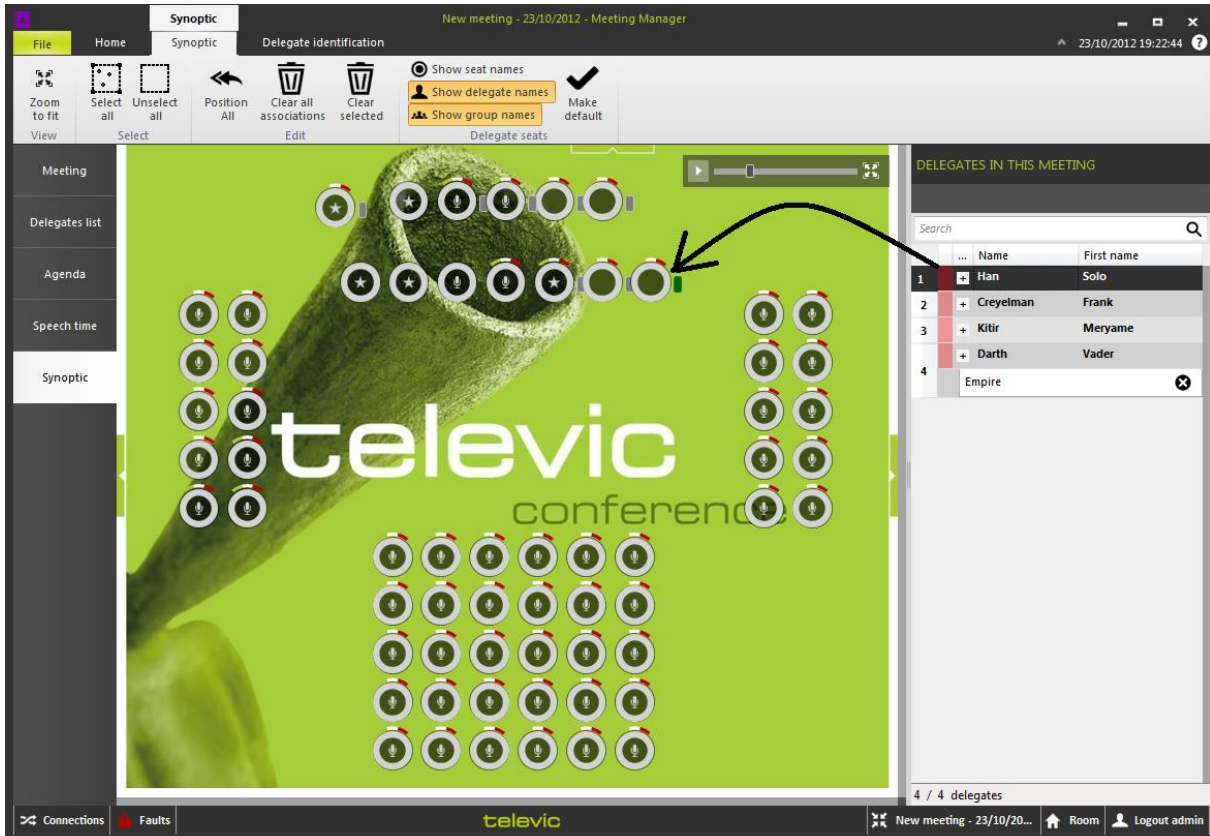 Synoptic
New meeting - 23/10/2012 - Meeting Manager
File
Home
Synoptic
Delegate identification
23/10/2012 19:22:44
?
Zoom
to fit
Select
all
Unselect
all
Position
All
Clear all
associations
Clear
selected
Show seat names
Show delegate names
Show group names
Make
default
View
Select
Edit
Delegate seats
Meeting
Delegates list
Agenda
Speech time
Synoptic
televic
conference
DELEGATES IN THIS MEETING
Search
... Name First name
1 + Han Solo
2 + Creyelman Frank
3 + Kitir Meryame
4 + Darth Vader
Empire
4 / 4 delegates
Connections
Faults
televic
New meeting - 23/10/20...
Room
Logout admin